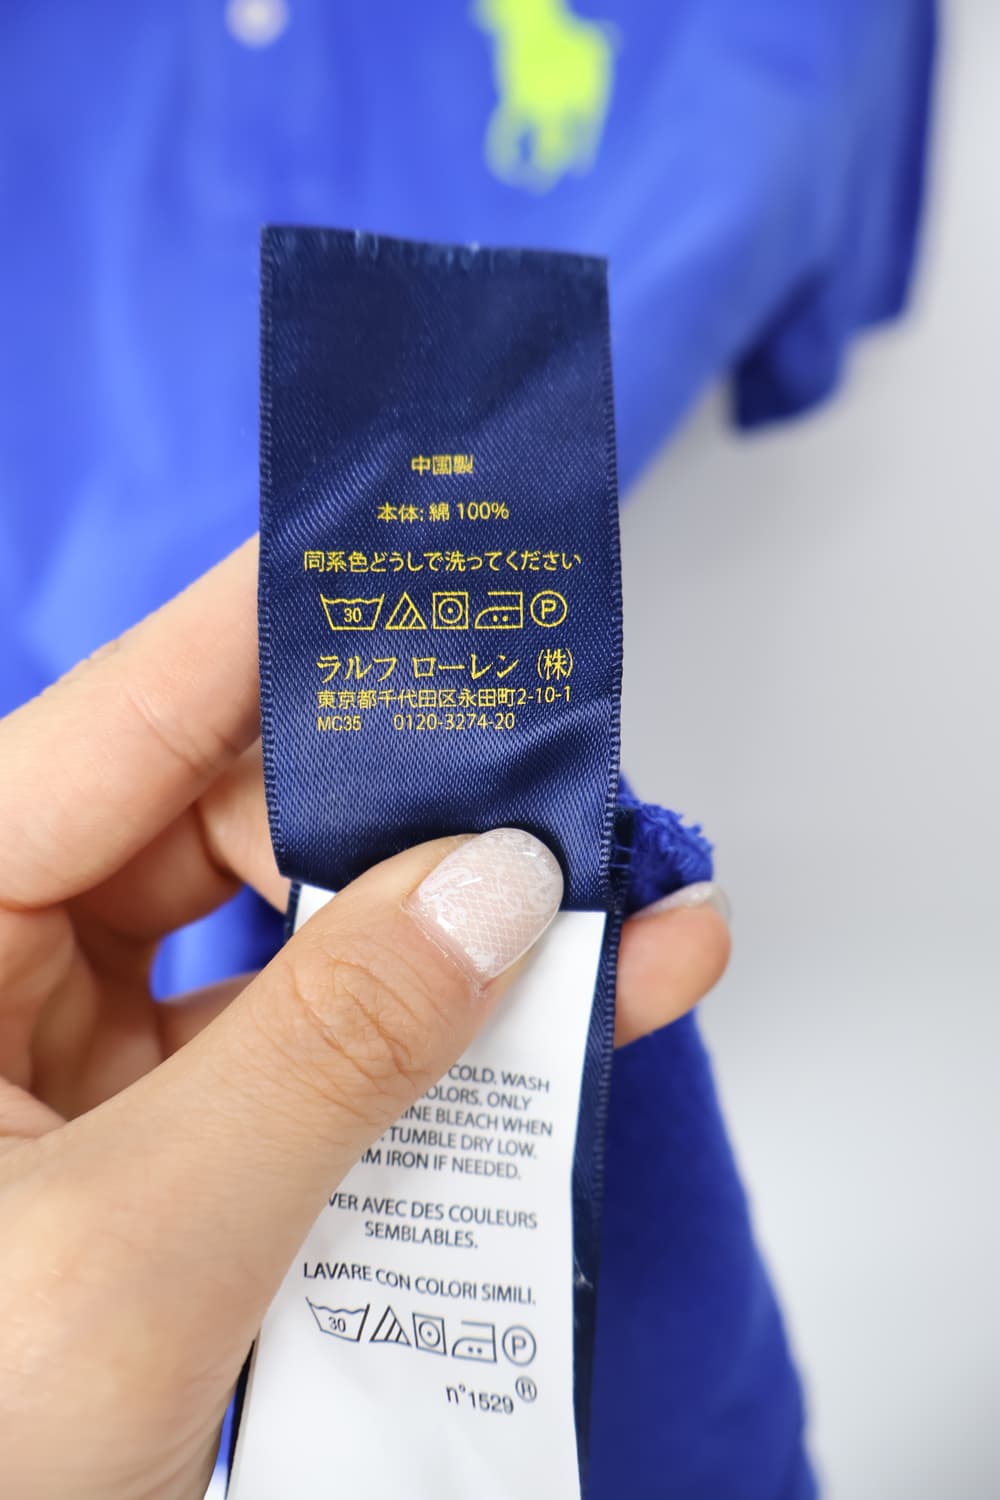 中国製
本体: 綿 100%
同系色どうしで洗ってください
30 P
ラルフ ローレン (株)
東京都千代田区永田町2-10-1
MC35 0120-3274-20
COLD. WASH
ONLY
BLEACH WHEN
TUMBLE DRY LOW.
IRON IF NEEDED.
AVEC DES COULEURS
SEMBLABLES.
LAVARE CON COLORI SIMILI.
30 P
n°1529 ®